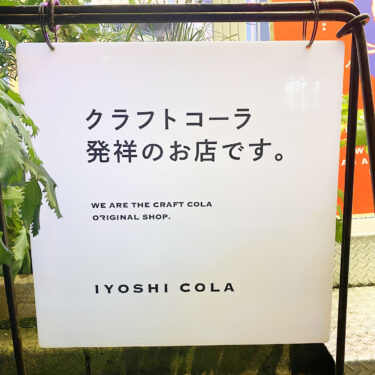 クラフトコーラ
発祥のお店です。
WE ARE THE CRAFT COLA
ORIGINAL SHOP.
IYOSHI COLA